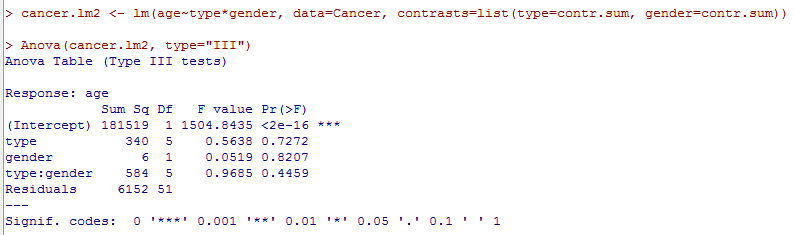 > cancer.lm2 <- lm(age~type*gender, data=Cancer, contrasts=list(type=contr.sum, gender=contr.sum))
> Anova(cancer.lm2, type="III")
Anova Table (Type III tests)
Response: age
Sum Sq Df F value Pr(>F)
(Intercept) 181519 1 1504.8435 <2e-16 ***
type 340 5 0.5638 0.7272
gender 6 1 0.0519 0.8207
type:gender 584 5 0.9685 0.4459
Residuals 6152 51
---
Signif. codes: 0 '***' 0.001 '**' 0.01 '*' 0.05 '.' 0.1 ' ' 1